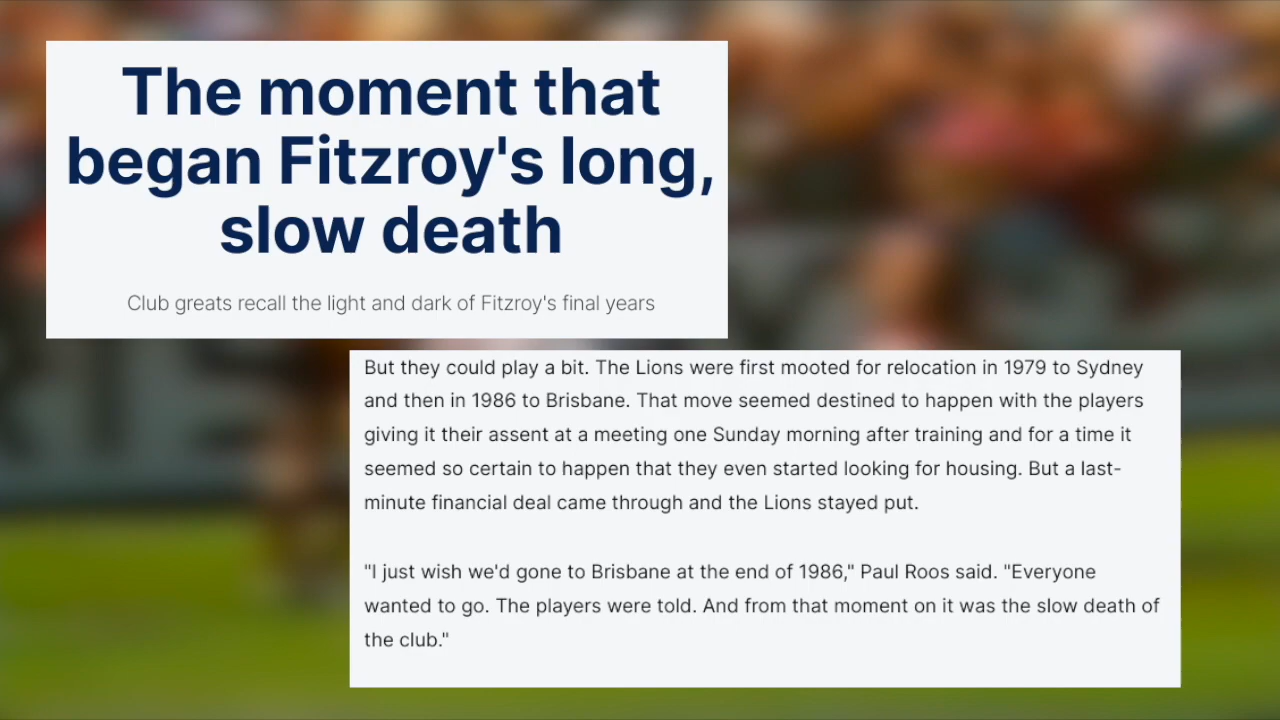 The moment that
began Fitzroy's long,
slow death
Club greats recall the light and dark of Fitzroy's final years
But they could play a bit. The Lions were first mooted for relocation in 1979 to Sydney
and then in 1986 to Brisbane. That move seemed destined to happen with the players
giving it their assent at a meeting one Sunday morning after training and for a time it
seemed so certain to happen that they even started looking for housing. But a last-
minute financial deal came through and the Lions stayed put.
"I just wish we'd gone to Brisbane at the end of 1986," Paul Roos said. "Everyone
wanted to go. The players were told. And from that moment on it was the slow death of
the club."